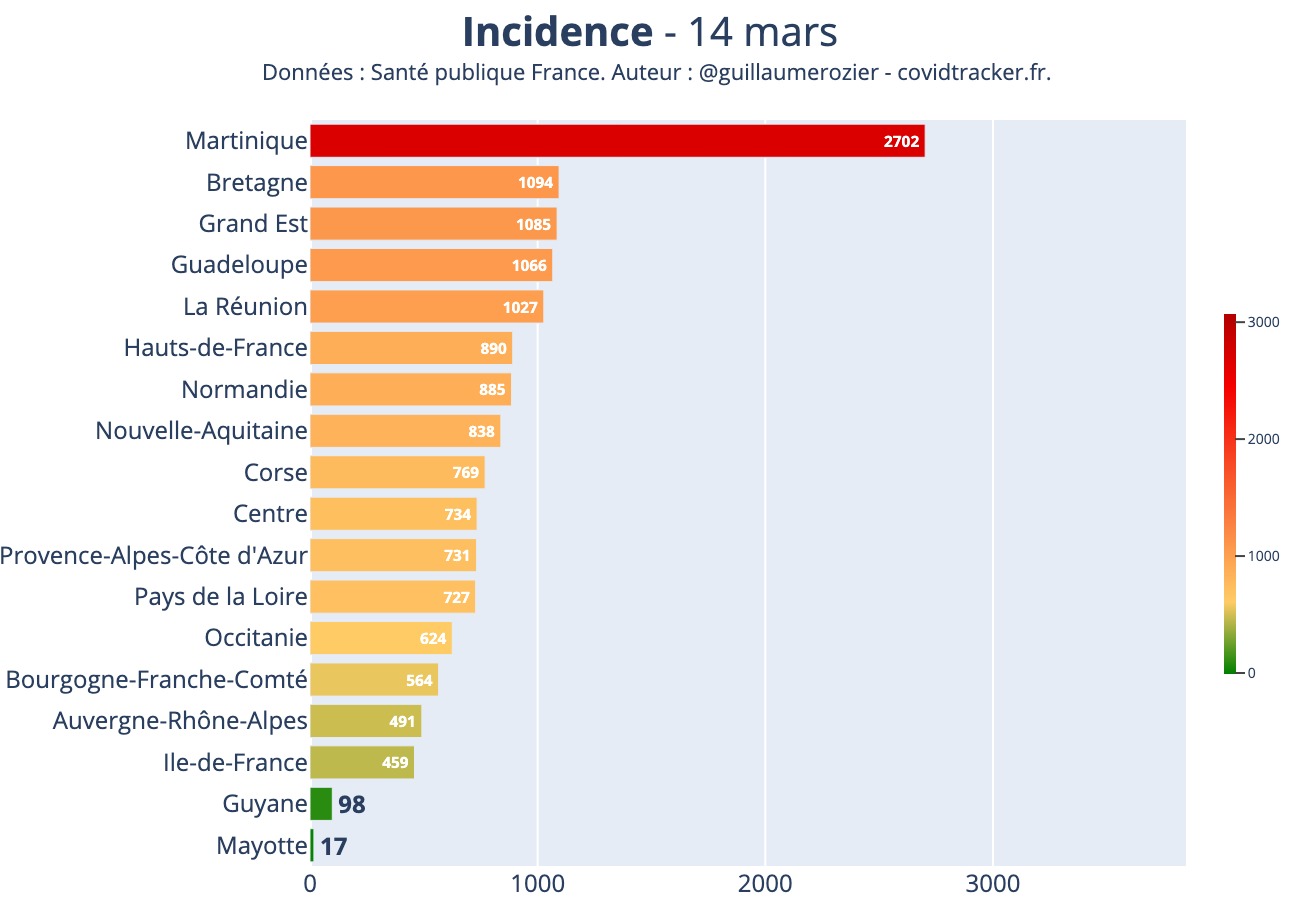 Incidence - 14 mars
Données : Santé publique France. Auteur : @guillaumerozier - covidtracker.fr.
Martinique 2702
Bretagne 1094
Grand Est 1085
Guadeloupe 1066
La Réunion 1027
Hauts-de-France 890
Normandie 885
Nouvelle-Aquitaine 838
Corse 769
Centre 734
Provence-Alpes-Côte d'Azur 731
Pays de la Loire 727
Occitanie 624
Bourgogne-Franche-Comté 564
Auvergne-Rhône-Alpes 491
Ile-de-France 459
Guyane 98
Mayotte 17
0 1000 2000 3000
3000
2000
1000
0